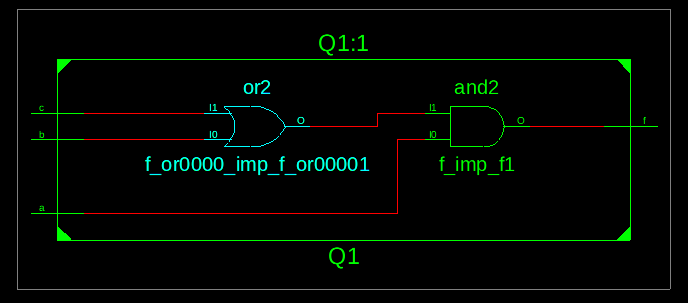 Q1:1
or2
and2
c
I1
O
I1
O
f
b
I0
I0
f_or0000_imp_f_or00001
f_imp_f1
a
Q1